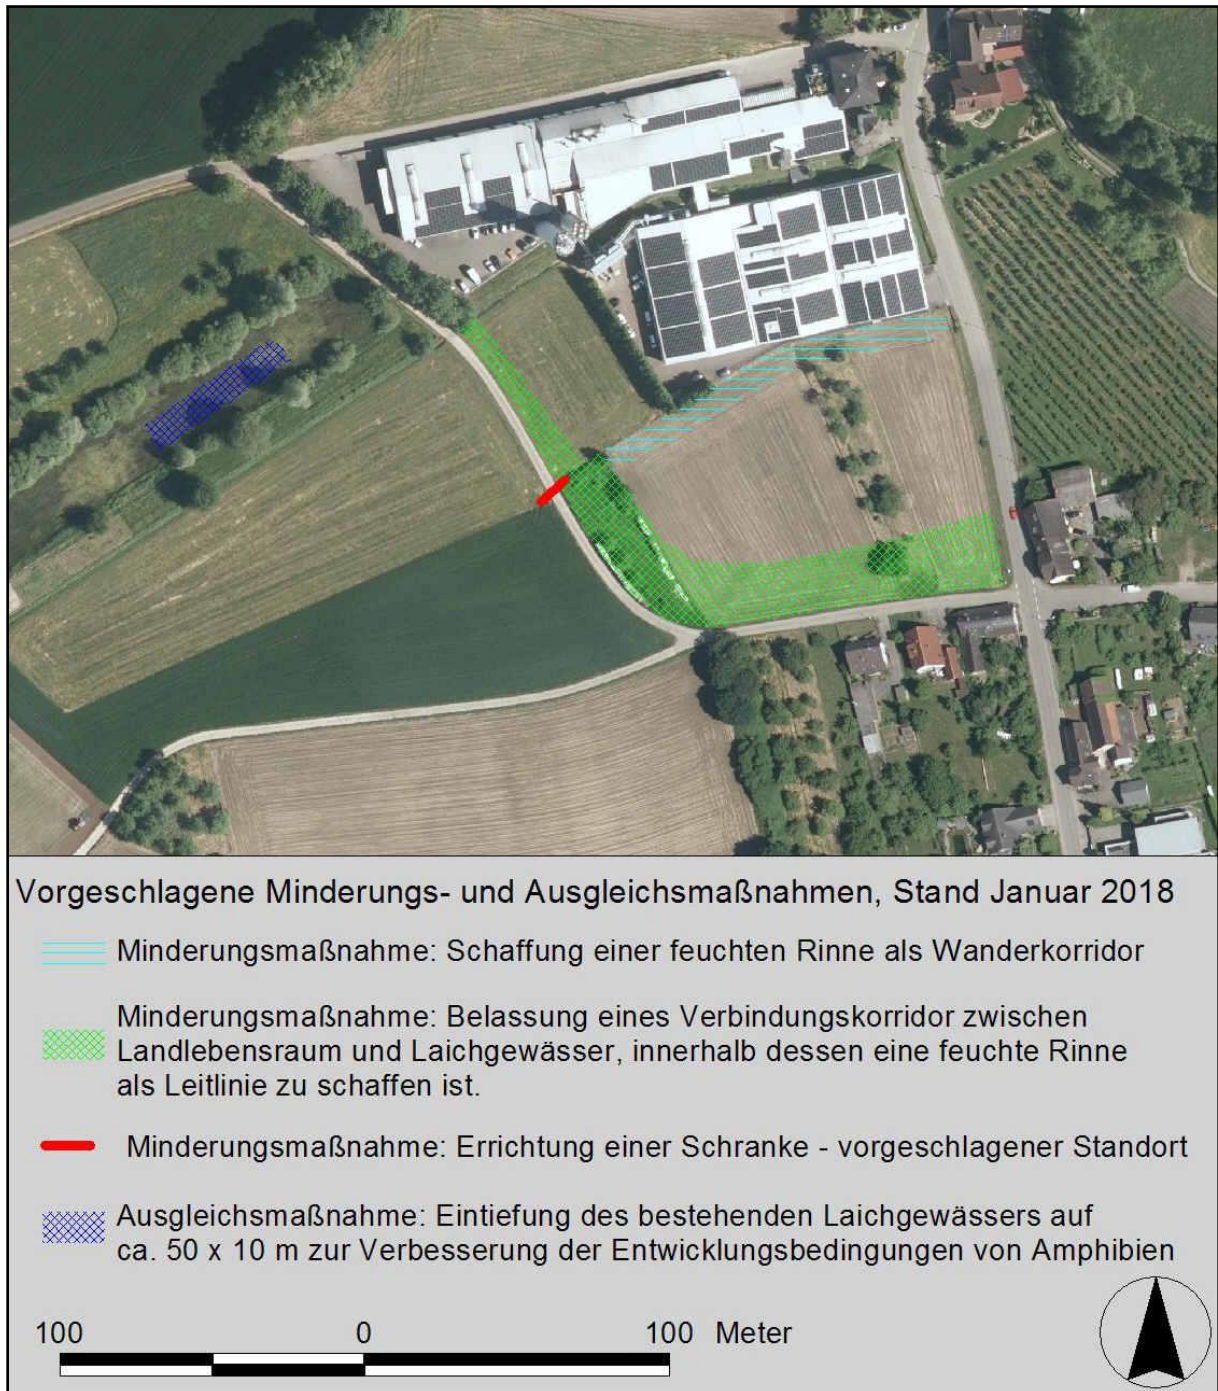 Vorgeschlagene Minderungs- und Ausgleichsmaßnahmen, Stand Januar 2018
Minderungsmaßnahme: Schaffung einer feuchten Rinne als Wanderkorridor
Minderungsmaßnahme: Belassung eines Verbindungskorridor zwischen
Landlebensraum und Laichgewässer, innerhalb dessen eine feuchte Rinne
als Leitlinie zu schaffen ist.
Minderungsmaßnahme: Errichtung einer Schranke - vorgeschlagener Standort
Ausgleichsmaßnahme: Eintiefung des bestehenden Laichgewässers auf
ca. 50 x 10 m zur Verbesserung der Entwicklungsbedingungen von Amphibien
100 0 100 Meter